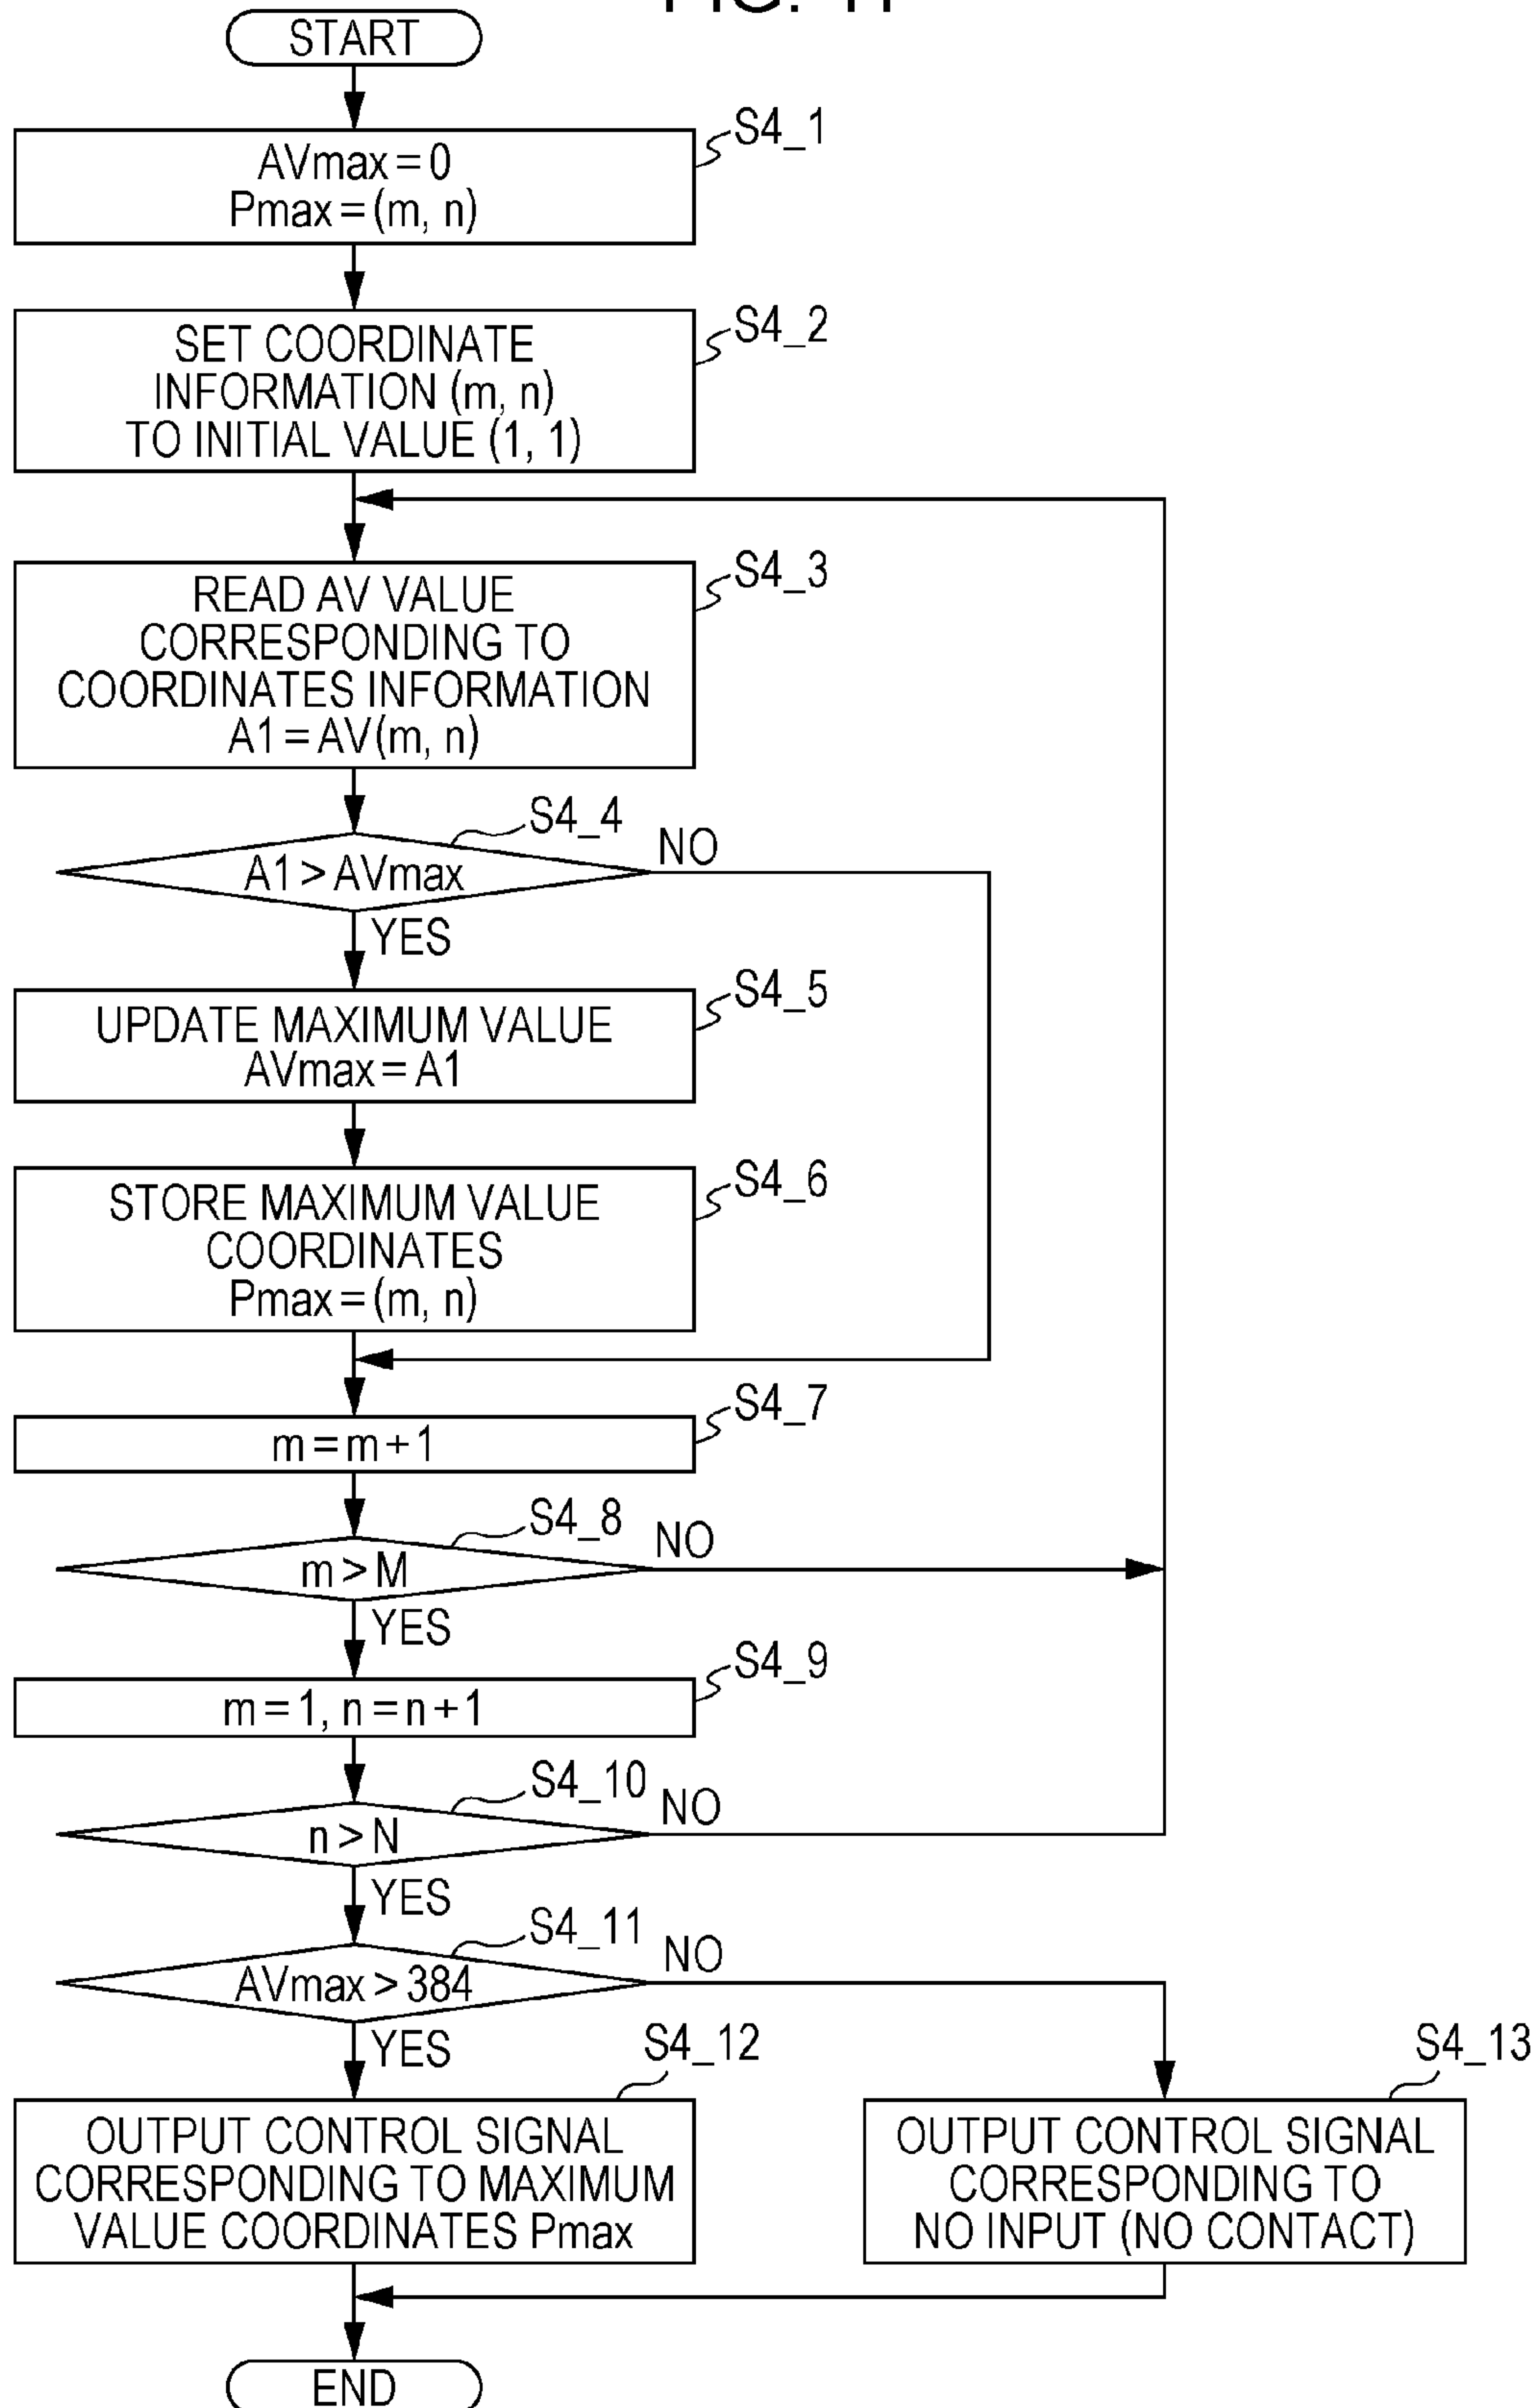 START
S4_1
AVmax=0
Pmax=(m, n)
S4_2
SET COORDINATE
INFORMATION (m, n)
TO INITIAL VALUE (1, 1)
S4_3
READ AV VALUE
CORRESPONDING TO
COORDINATES INFORMATION
A1=AV(m, n)
S4_4
A1>AVmax
NO
YES
S4_5
UPDATE MAXIMUM VALUE
AVmax=A1
S4_6
STORE MAXIMUM VALUE
COORDINATES
Pmax=(m, n)
S4_7
m=m+1
S4_8
m>M
NO
YES
S4_9
m=1, n=n+1
S4_10
n>N
NO
YES
S4_11
AVmax>384
NO
YES
S4_12
OUTPUT CONTROL SIGNAL
CORRESPONDING TO MAXIMUM
VALUE COORDINATES Pmax
S4_13
OUTPUT CONTROL SIGNAL
CORRESPONDING TO
NO INPUT (NO CONTACT)
END